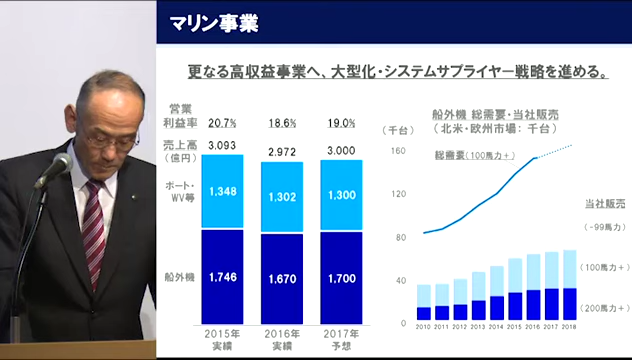 マリン事業
更なる高収益事業へ、大型化・システムサプライヤー戦略を進める。
営業
利益率 20.7% 18.6% 19.0%
売上高 3,093 2,972 3,000
(億円)
ボート・
WV等 1,348 1,302 1,300
船外機 1,746 1,670 1,700
2015年 2016年 2017年
実績 実績 予想
船外機 総需要・当社販売
(北米・欧州市場: 千台)
(千台)
160
総需要(100馬力+)
120
当社販売
(-99馬力)
80
(100馬力+)
40
(200馬力+)
0
2010 2011 2012 2013 2014 2015 2016 2017 2018